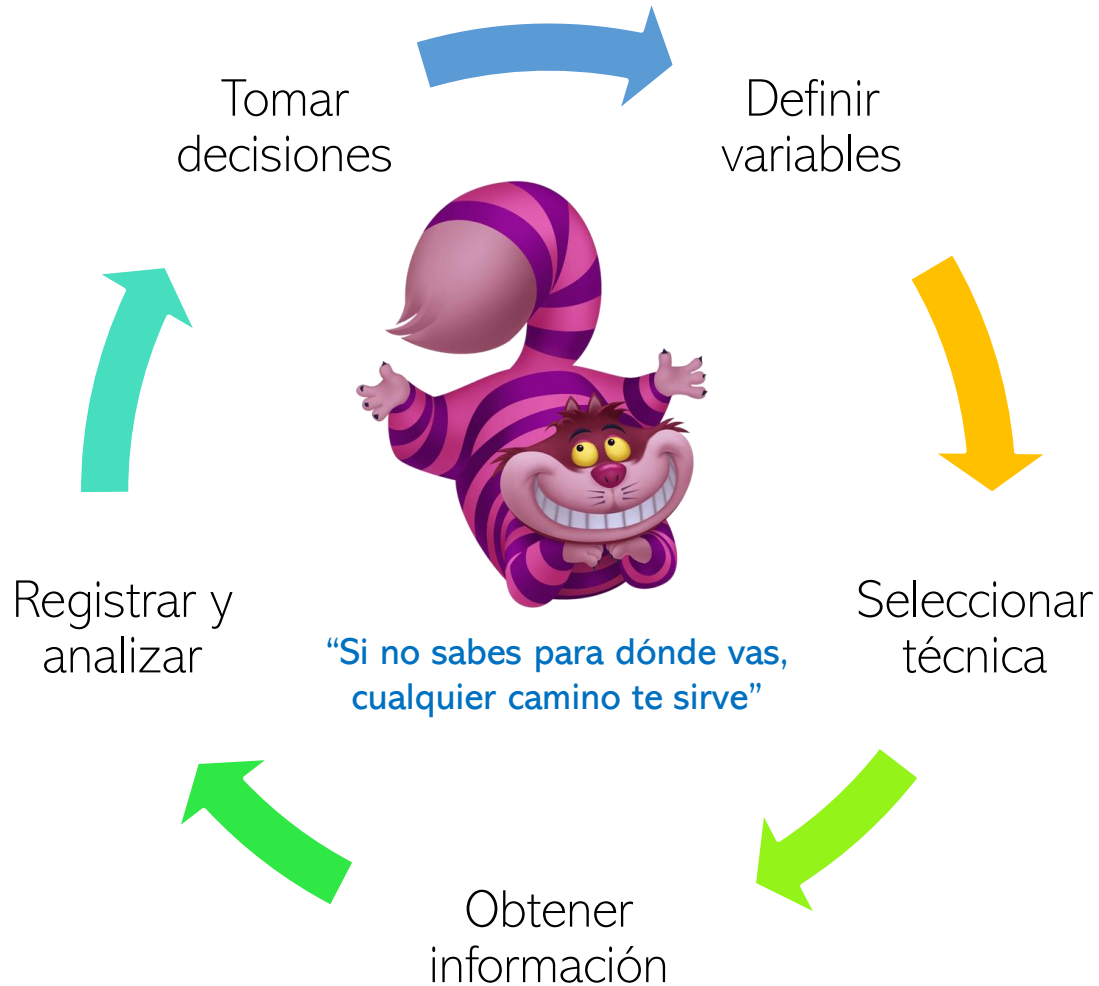 Tomar
decisiones
Definir
variables
Seleccionar
técnica
Obtener
información
Registrar y
analizar
“Si no sabes para dónde vas,
cualquier camino te sirve”